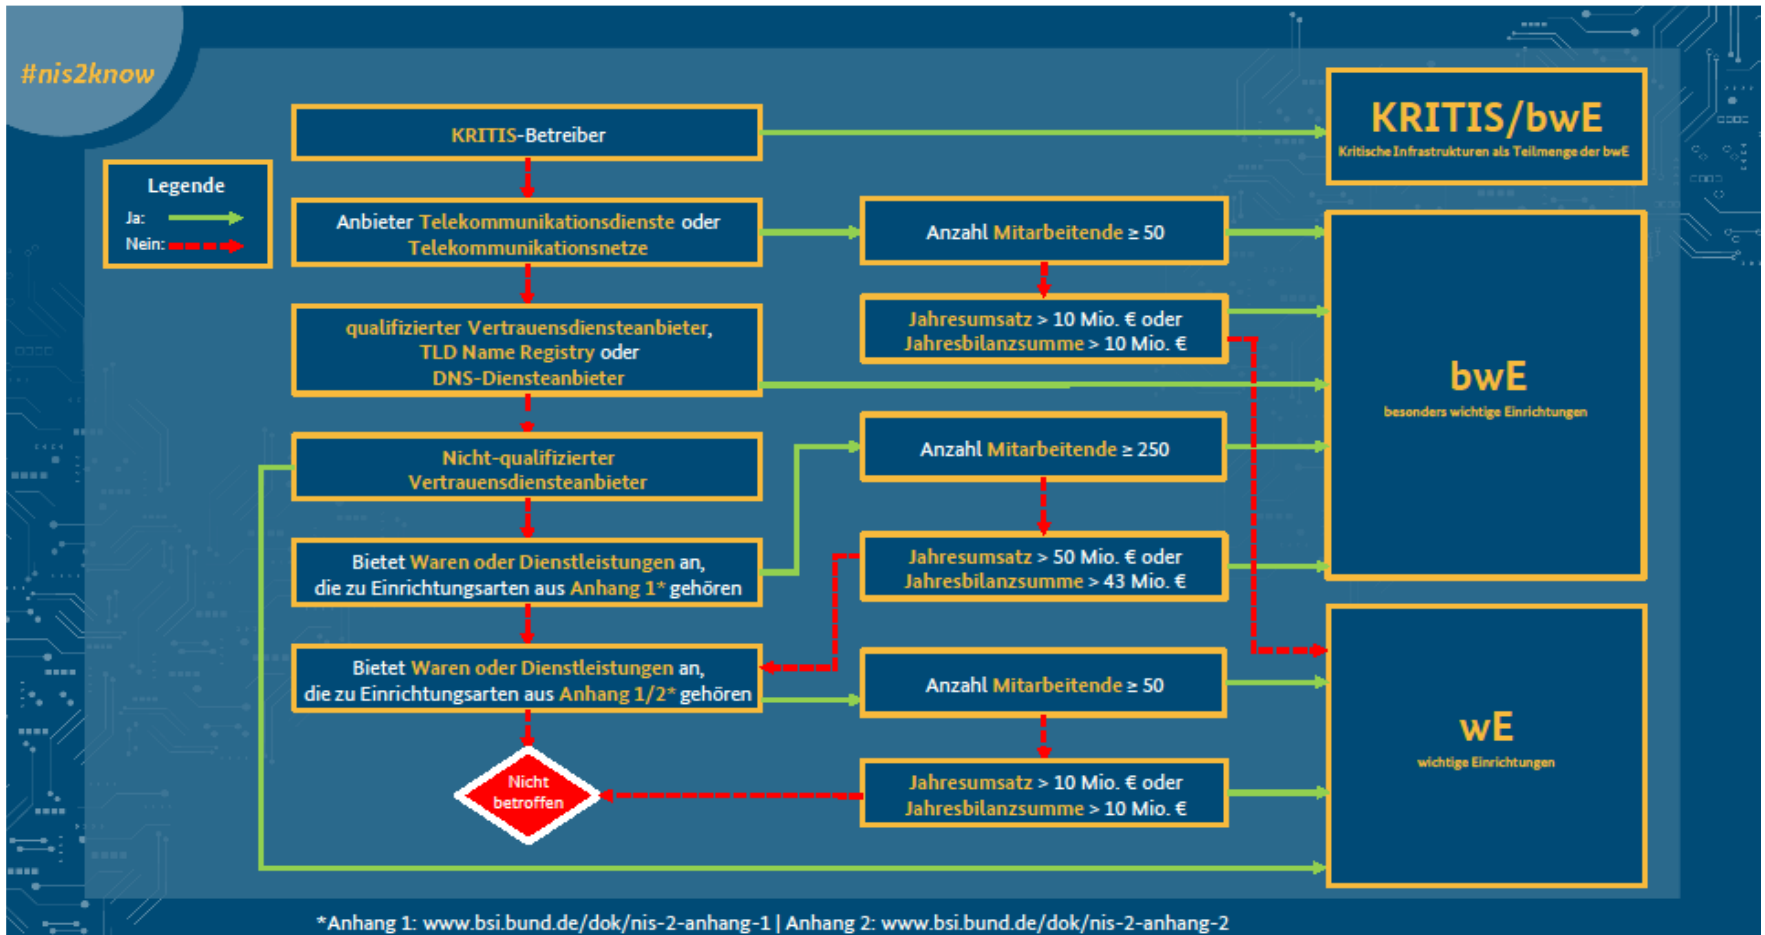 #nis2know
Legende
Ja:
Nein:
KRITIS-Betreiber
KRITIS/bwE
Kritische Infrastrukturen als Teilmenge der bwE
Anbieter Telekommunikationsdienste oder
Telekommunikationsnetze
Anzahl Mitarbeitende ≥ 50
Jahresumsatz > 10 Mio. € oder
Jahresbilanzsumme > 10 Mio. €
qualifizierter Vertrauensdiensteanbieter,
TLD Name Registry oder
DNS-Diensteanbieter
bwE
besonders wichtige Einrichtungen
Nicht-qualifizierter
Vertrauensdiensteanbieter
Anzahl Mitarbeitende ≥ 250
Bietet Waren oder Dienstleistungen an,
die zu Einrichtungsarten aus Anhang 1* gehören
Jahresumsatz > 50 Mio. € oder
Jahresbilanzsumme > 43 Mio. €
Bietet Waren oder Dienstleistungen an,
die zu Einrichtungsarten aus Anhang 1/2* gehören
Anzahl Mitarbeitende ≥ 50
wE
wichtige Einrichtungen
Nicht
betroffen
Jahresumsatz > 10 Mio. € oder
Jahresbilanzsumme > 10 Mio. €
*Anhang 1: www.bsi.bund.de/dok/nis-2-anhang-1 | Anhang 2: www.bsi.bund.de/dok/nis-2-anhang-2